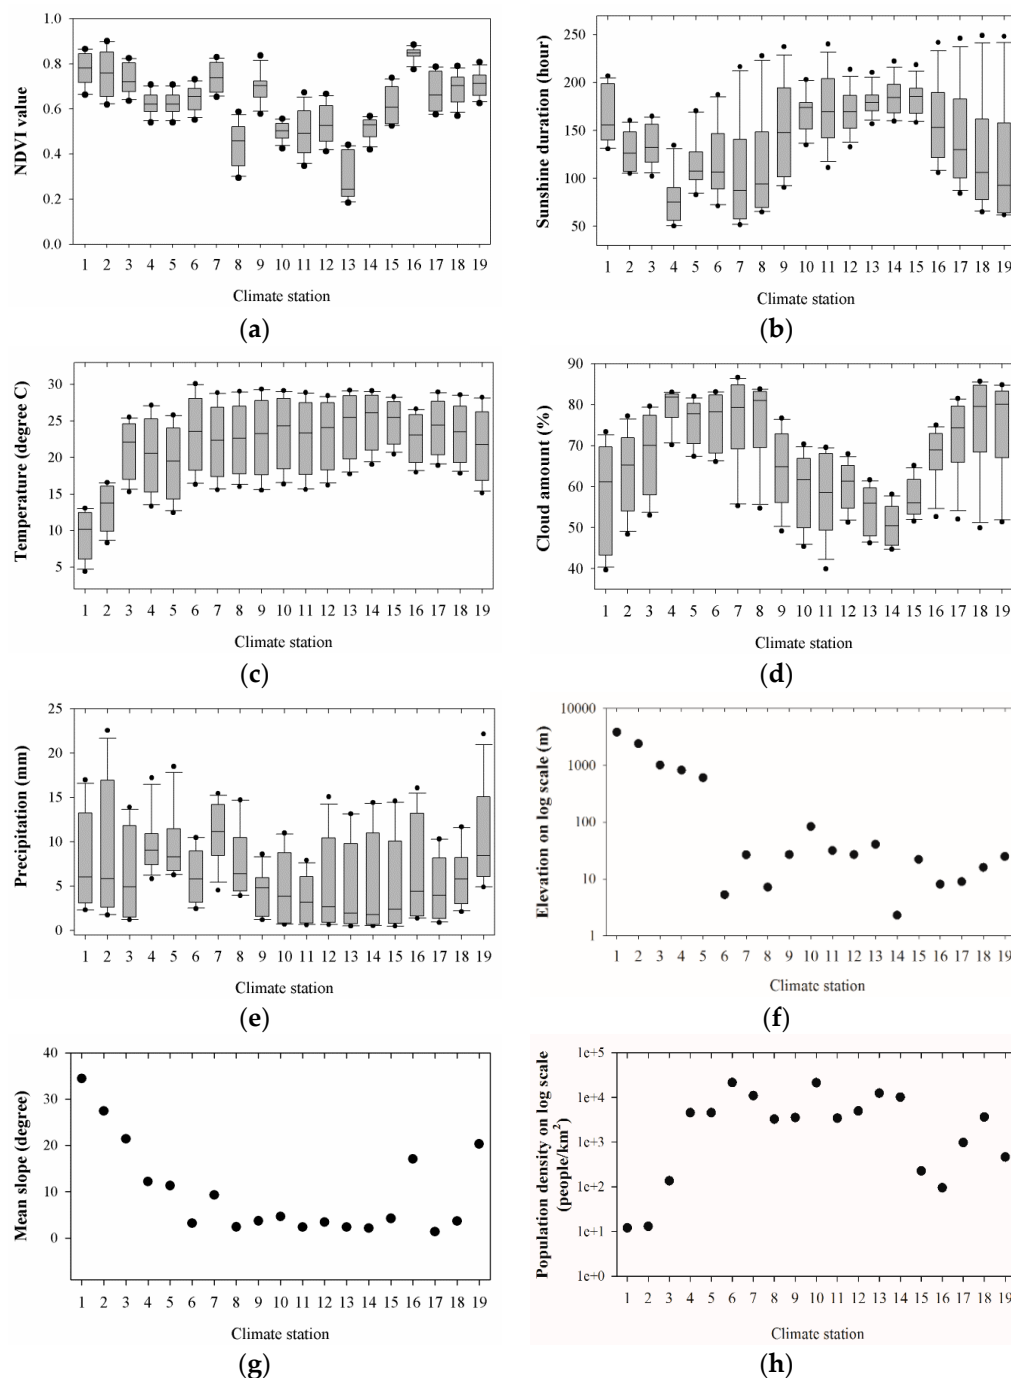 1.0
0.8
0.6
0.4
0.2
0.0
NDVI value
1 2 3 4 5 6 7 8 9 10 11 12 13 14 15 16 17 18 19
Climate station
(a)
250
200
150
100
50
Sunshine duration (hour)
1 2 3 4 5 6 7 8 9 10 11 12 13 14 15 16 17 18 19
Climate station
(b)
30
25
20
15
10
5
Temperature (degree C)
1 2 3 4 5 6 7 8 9 10 11 12 13 14 15 16 17 18 19
Climate station
(c)
90
80
70
60
50
40
Cloud amount (%)
1 2 3 4 5 6 7 8 9 10 11 12 13 14 15 16 17 18 19
Climate station
(d)
25
20
15
10
5
0
Precipitation (mm)
1 2 3 4 5 6 7 8 9 10 11 12 13 14 15 16 17 18 19
Climate station
(e)
10000
1000
100
10
1
Elevation on log scale (m)
1 2 3 4 5 6 7 8 9 10 11 12 13 14 15 16 17 18 19
Climate station
(f)
40
30
20
10
0
Mean slope (degree)
1 2 3 4 5 6 7 8 9 10 11 12 13 14 15 16 17 18 19
Climate station
(g)
1e+5
1e+4
1e+3
1e+2
1e+1
1e+0
Population density on log scale
(people/km²)
1 2 3 4 5 6 7 8 9 10 11 12 13 14 15 16 17 18 19
Climate station
(h)